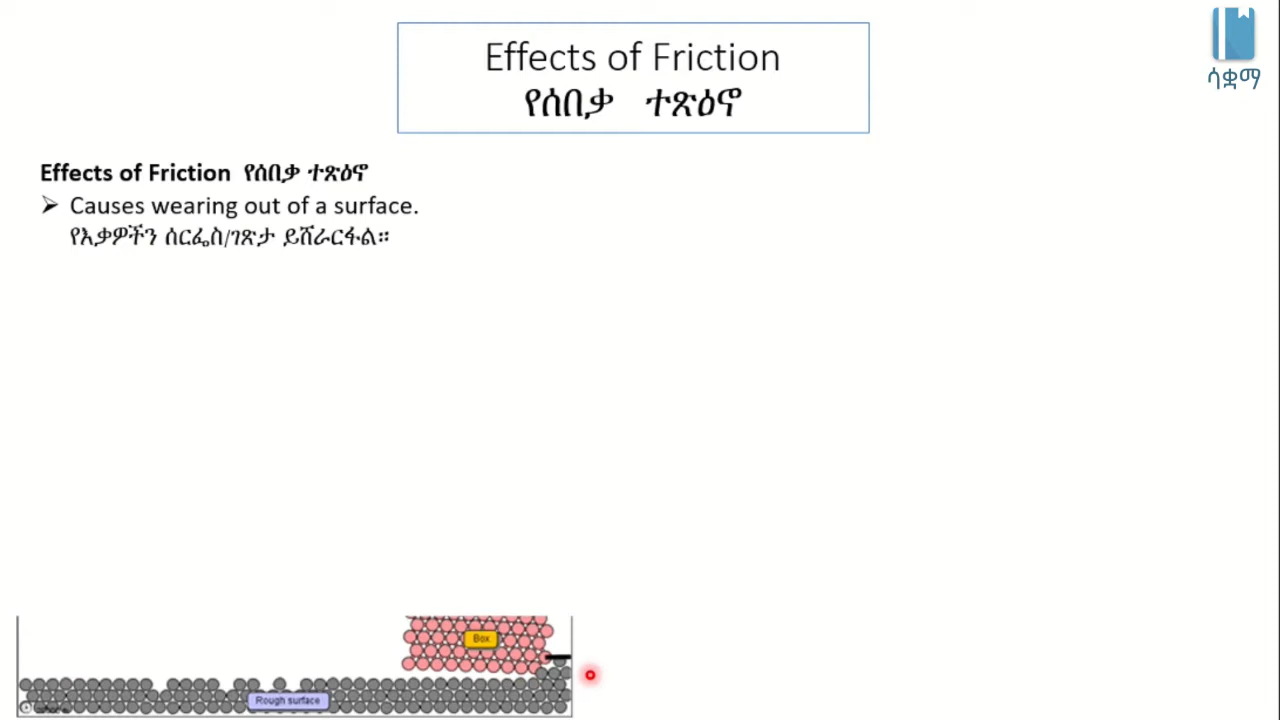 Effects of Friction
የሰበቃ ተጽዕኖ
ሳቋማ
Effects of Friction የሰበቃ ተጽዕኖ
➢ Causes wearing out of a surface.
የእቃዎችን ሰርፌስ/ገጽታ ይሸራርፋል።
Box
Rough surface